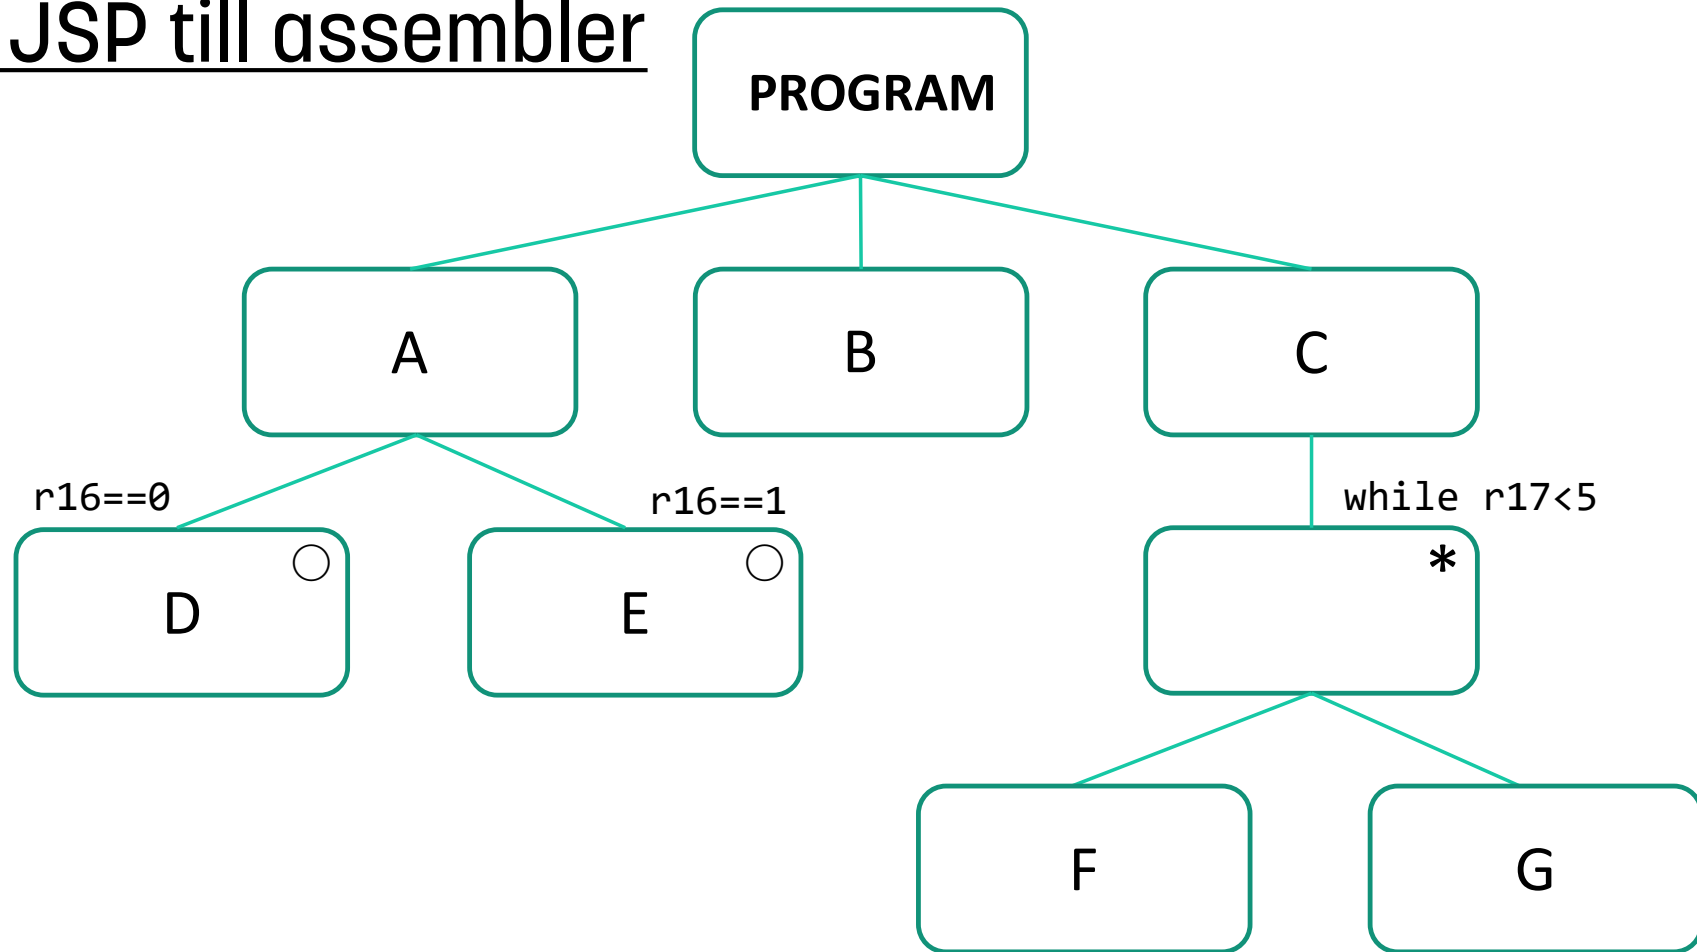 JSP till assembler
PROGRAM
A
B
C
r16==0
r16==1
while r17<5
D
E
*
F
G